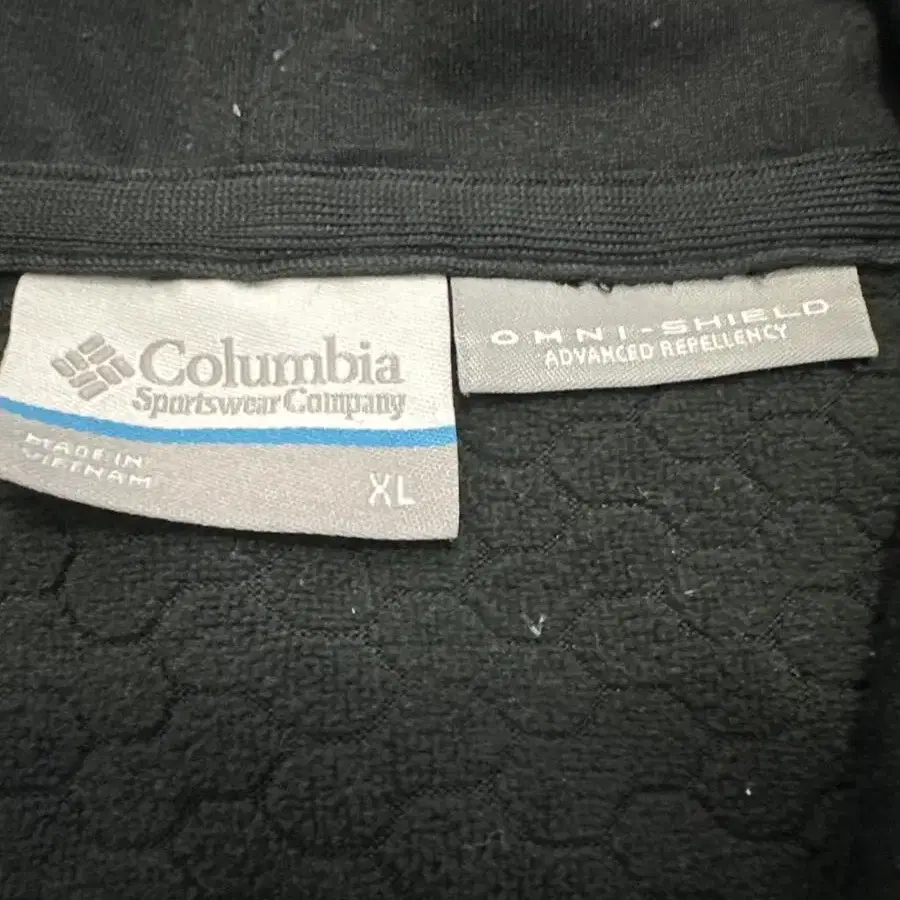 Columbia
Sportswear Company
MADE IN
VIETNAM
XL
OMNI-SHIELD
ADVANCED REPELLENCY